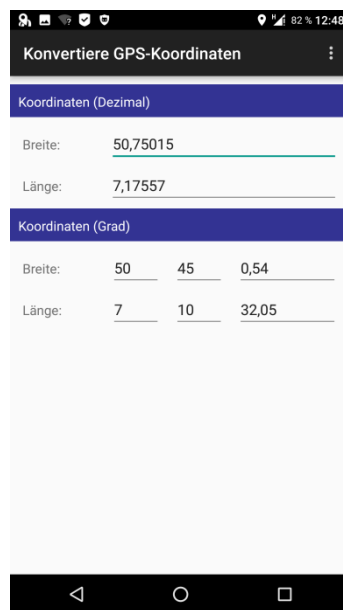 82 % 12:48
Konvertiere GPS-Koordinaten
Koordinaten (Dezimal)
Breite: 50,75015
Länge: 7,17557
Koordinaten (Grad)
Breite: 50 45 0,54
Länge: 7 10 32,05